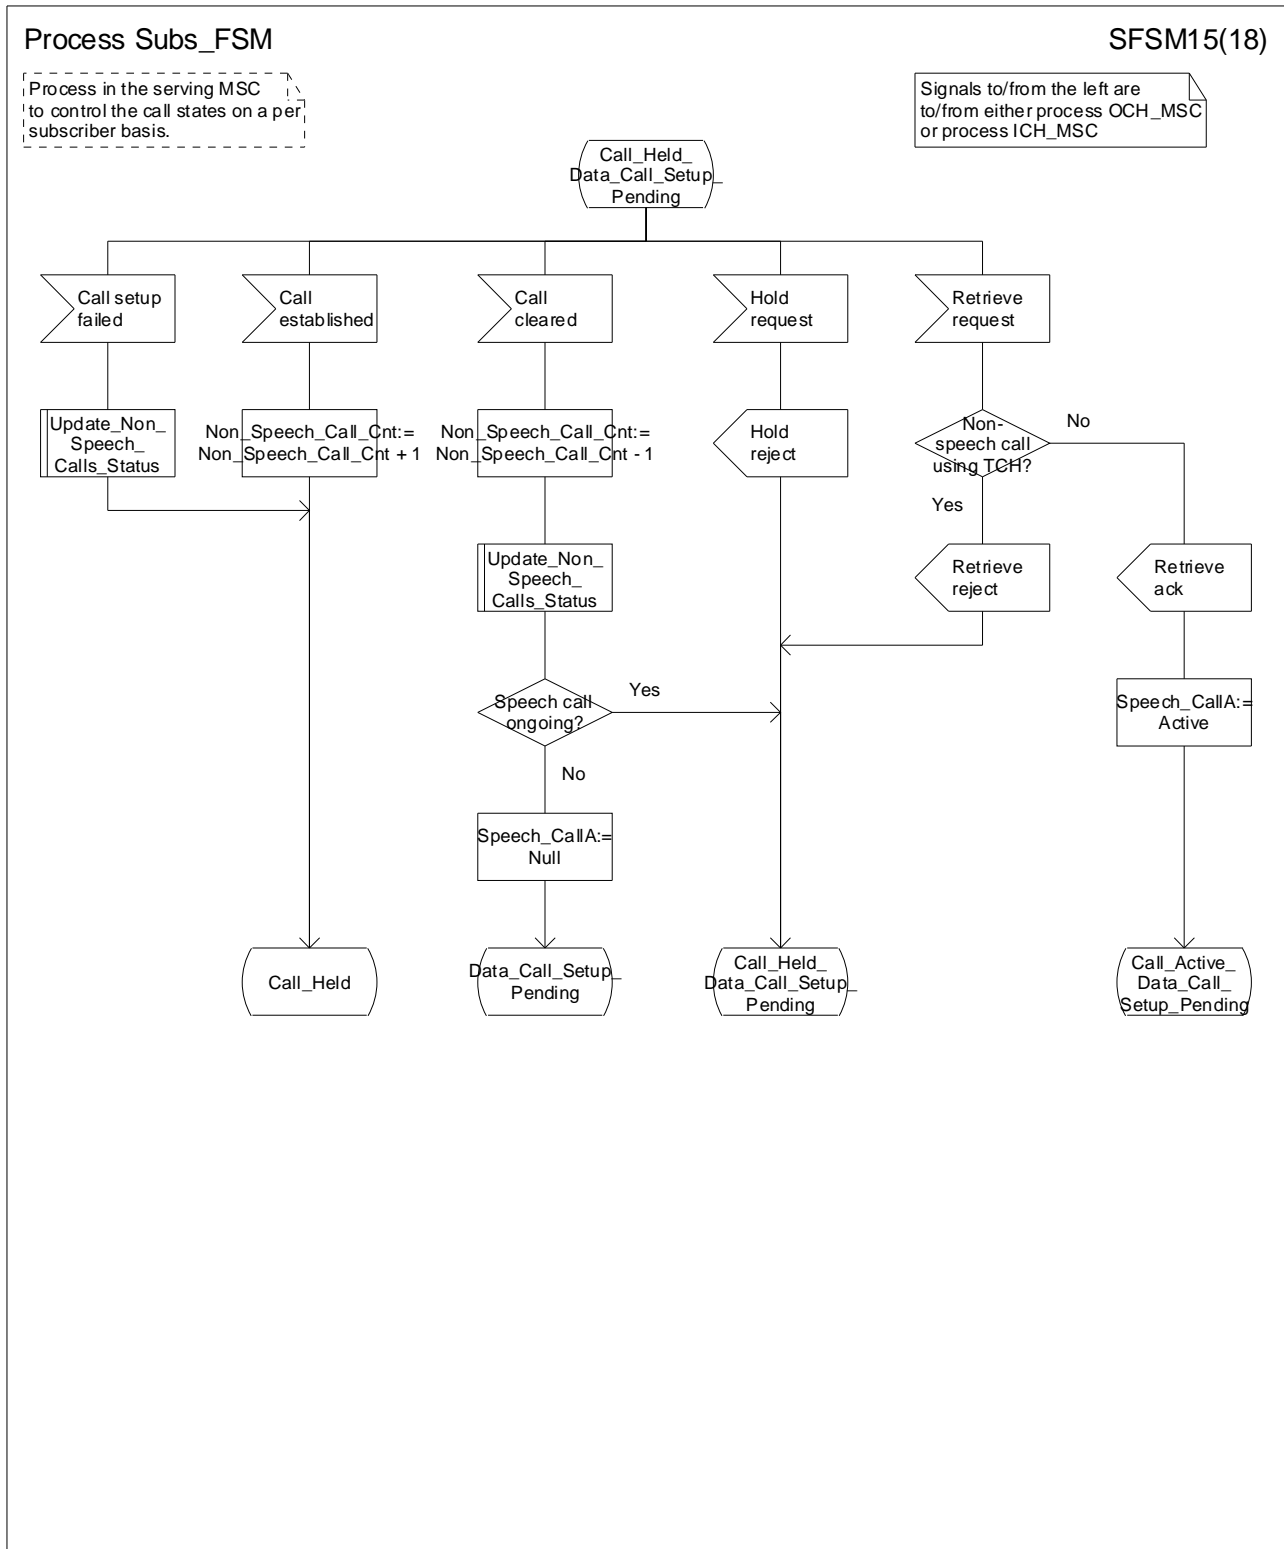 Process Subs_FSM
SFSM15(18)
Process in the serving MSC
to control the call states on a per
subscriber basis.
Signals to/from the left are
to/from either process OCH_MSC
or process ICH_MSC
Call_Held_
Data_Call_Setup_
Pending
Call setup
failed
Call
established
Call
cleared
Hold
request
Retrieve
request
Update_Non_
Speech_
Calls_Status
Non_Speech_Call_Cnt:=
Non_Speech_Call_Cnt + 1
Non_Speech_Call_Cnt:=
Non_Speech_Call_Cnt - 1
Hold
reject
Non-
speech call
using TCH?
No
Yes
Update_Non_
Speech_
Calls_Status
Retrieve
reject
Retrieve
ack
Speech call
ongoing?
Yes
No
Speech_CallA:=
Active
Speech_CallA:=
Null
Call_Held
Data_Call_Setup_
Pending
Call_Held_
Data_Call_Setup_
Pending
Call_Active_
Data_Call_
Setup_Pending